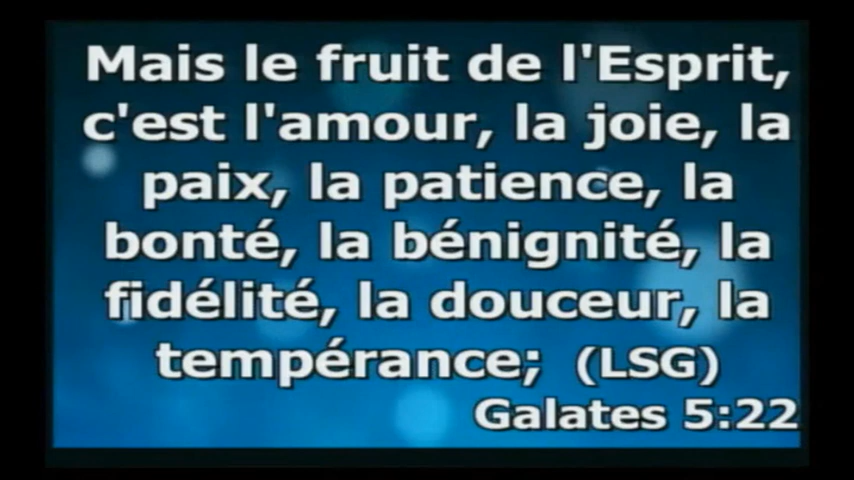 Mais le fruit de l'Esprit,
c'est l'amour, la joie, la
paix, la patience, la
bonté, la bénignité, la
fidélité, la douceur, la
tempérance; (LSG)
Galates 5:22